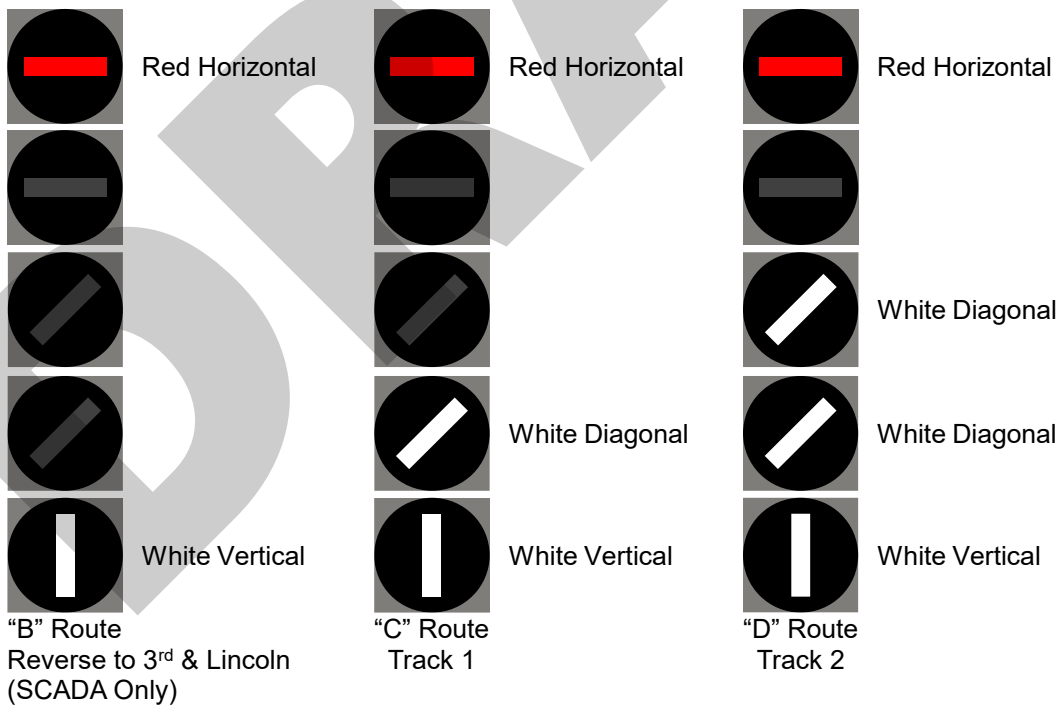 Red Horizontal
Red Horizontal
Red Horizontal
White Diagonal
White Diagonal
White Diagonal
White Vertical
White Vertical
White Vertical
“B” Route
Reverse to 3rd & Lincoln
(SCADA Only)
“C” Route
Track 1
“D” Route
Track 2